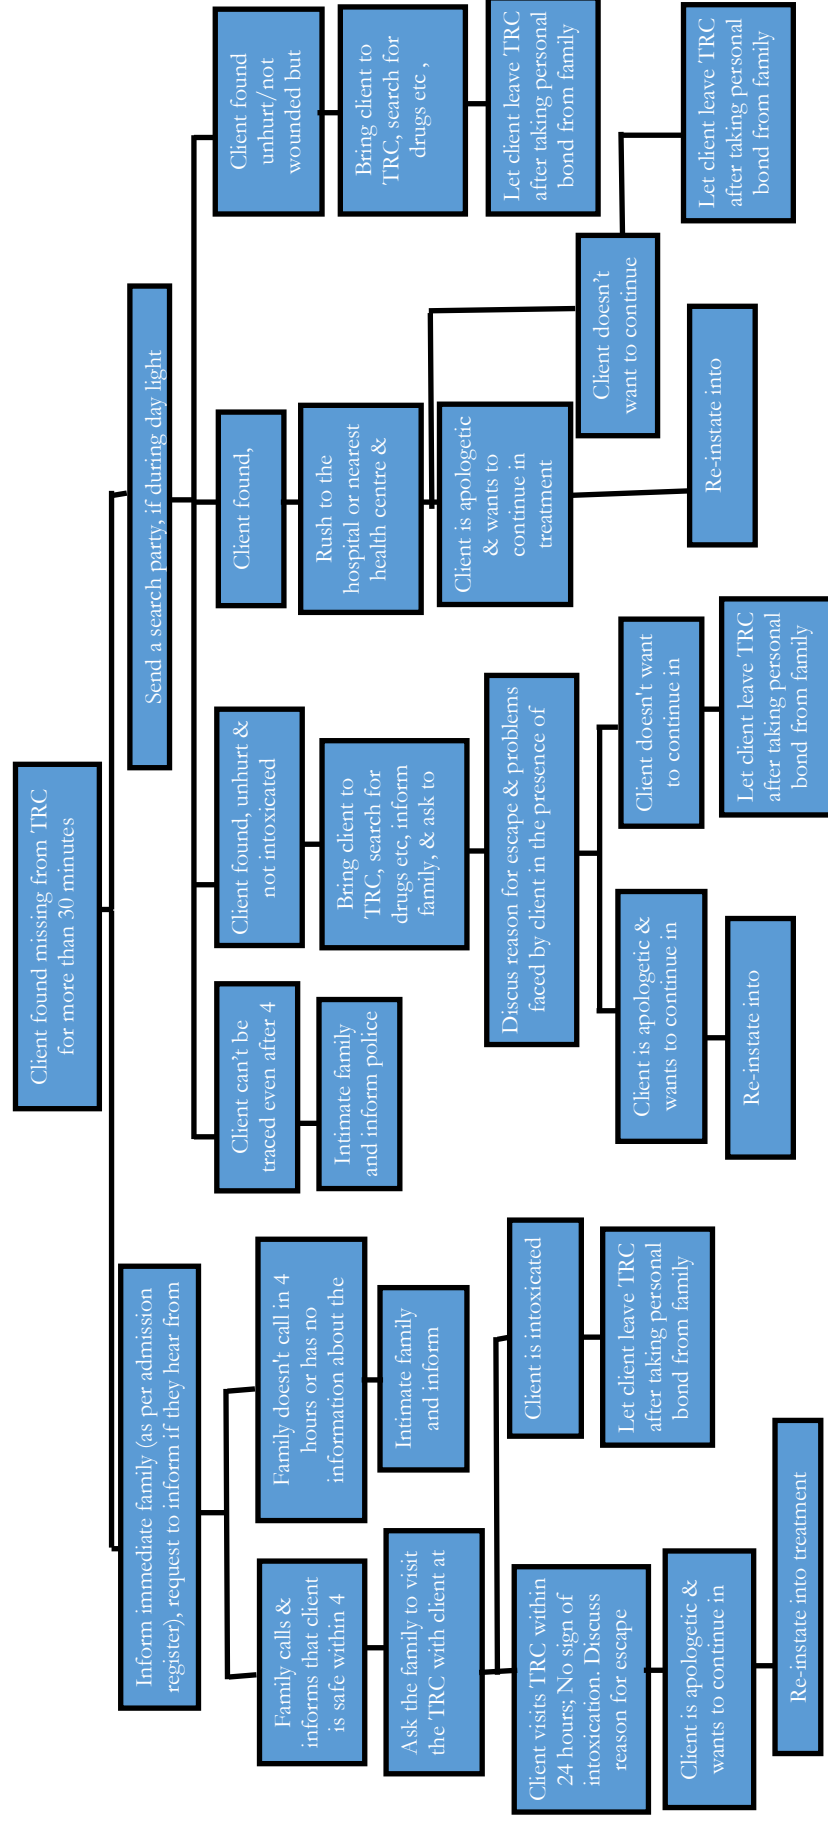 Client found missing from TRC
for more than 30 minutes
Inform immediate family (as per admission
register), request to inform if they hear from
Send a search party, if during day light
Family calls &
informs that client
is safe within 4
Family doesn't call in 4
hours or has no
information about the
Client can't be
traced even after 4
Client found, unhurt &
not intoxicated
Client found,
Client found
unhurt/not
wounded but
Ask the family to visit
the TRC with client at
Intimate family
and inform
Intimate family
and inform police
Bring client to
TRC, search for
drugs etc, inform
family, & ask to
Rush to the
hospital or nearest
health centre &
Bring client to
TRC, search for
drugs etc ,
Client visits TRC within
24 hours; No sign of
intoxication. Discuss
reason for escape
Client is intoxicated
Discus reason for escape & problems
faced by client in the presence of
Client is apologetic
& wants to
continue in
treatment
Client doesn't
want to continue
Let client leave TRC
after taking personal
bond from family
Client is apologetic &
wants to continue in
Let client leave TRC
after taking personal
bond from family
Client is apologetic &
wants to continue in
Client doesn't want
to continue in
Re-instate into
Let client leave TRC
after taking personal
bond from family
Re-instate into treatment
Re-instate into
Let client leave TRC
after taking personal
bond from family